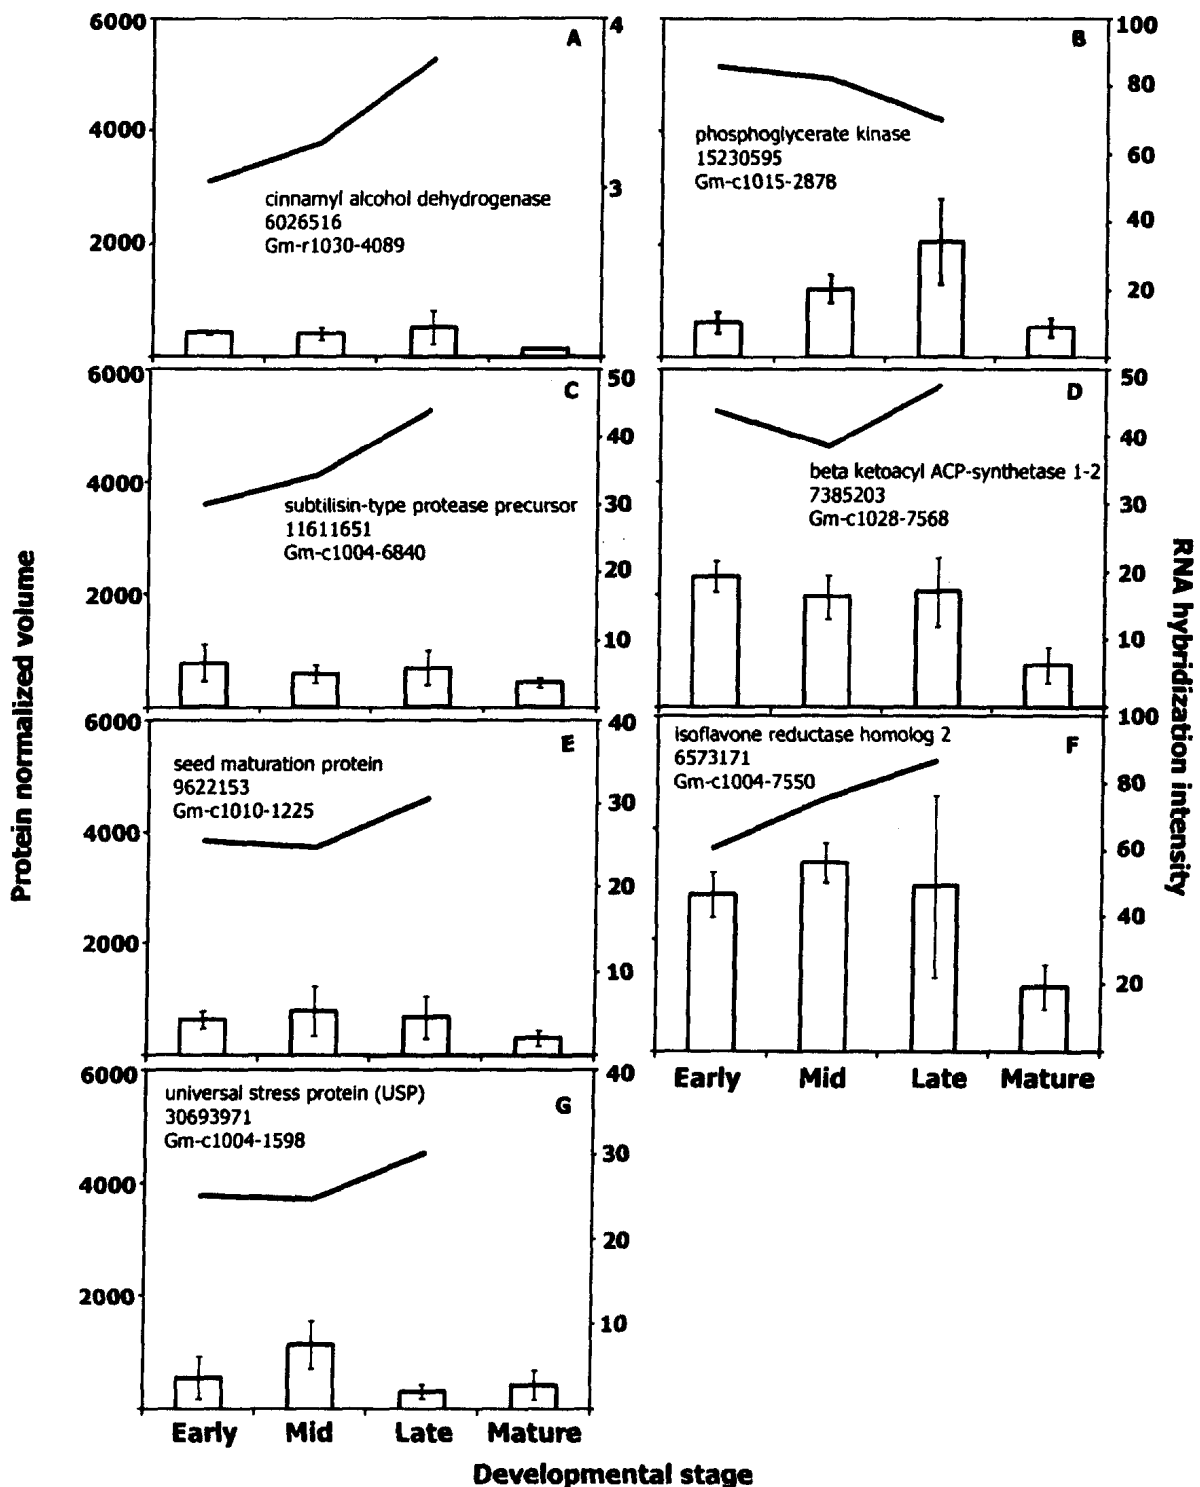 6000
4000
2000
4
3
A
cinnamyl alcohol dehydrogenase
6026516
Gm-r1030-4089
B
100
80
60
40
20
phosphoglycerate kinase
15230595
Gm-c1015-2878
6000
4000
2000
C
50
40
30
20
10
subtilisin-type protease precursor
11611651
Gm-c1004-6840
D
50
40
30
20
10
beta ketoacyl ACP-synthetase 1-2
7385203
Gm-c1028-7568
Protein normalized volume
RNA hybridization intensity
6000
4000
2000
E
40
30
20
10
seed maturation protein
9622153
Gm-c1010-1225
isoflavone reductase homolog 2
6573171
Gm-c1004-7550
F
100
80
60
40
20
Early Mid Late Mature
6000
4000
2000
universal stress protein (USP)
30693971
Gm-c1004-1598
G
40
30
20
10
Early Mid Late Mature
Developmental stage